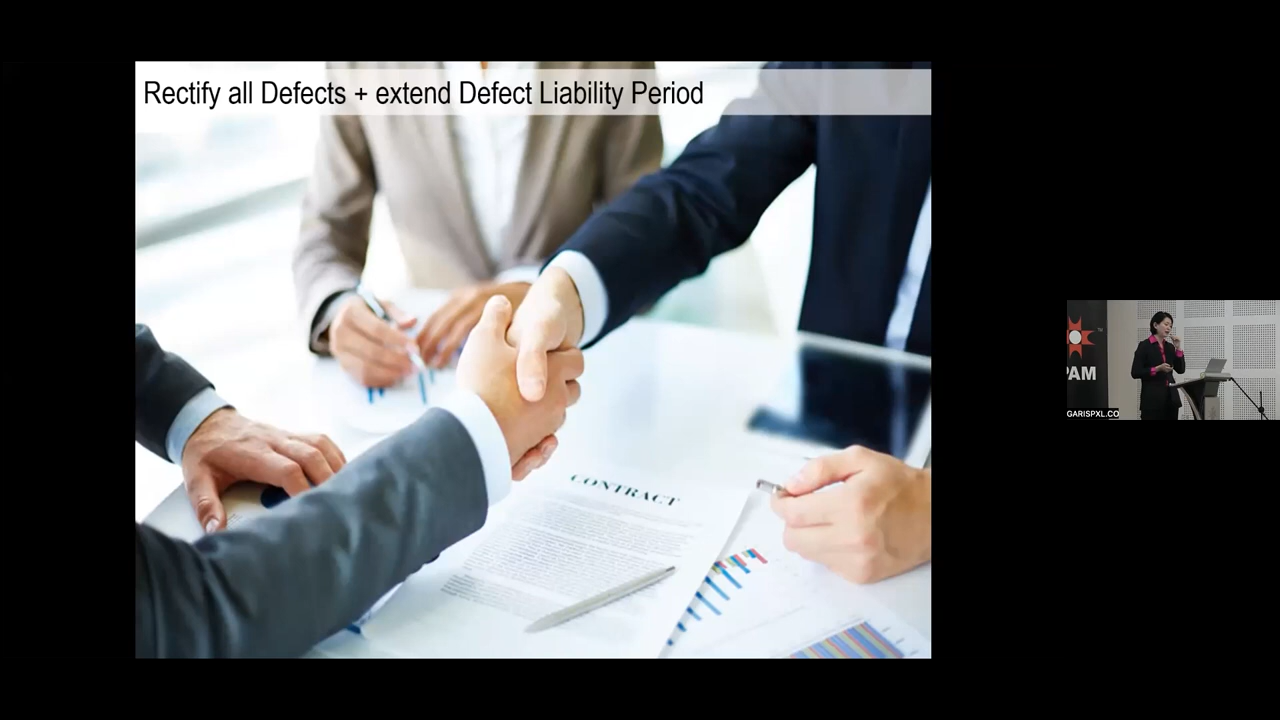 Rectify all Defects + extend Defect Liability Period
CONTRACT
PAM
GARISPXL.CO